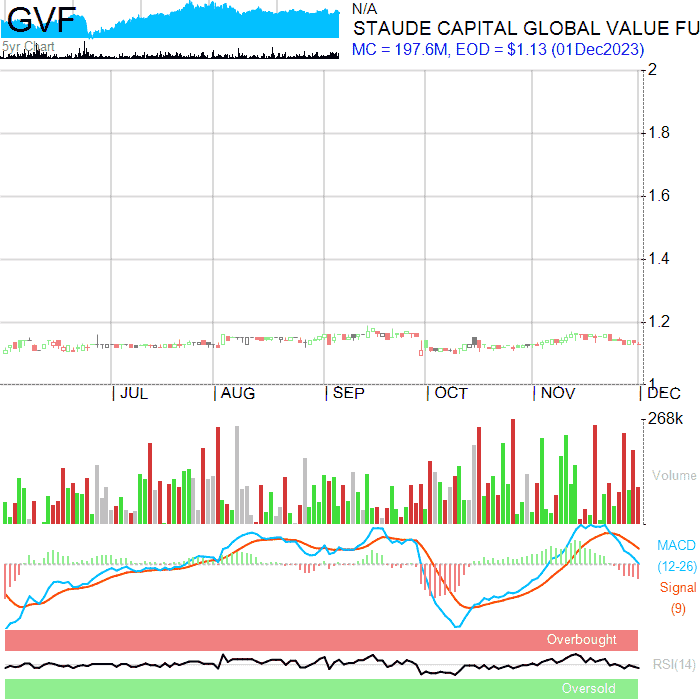 GVF
5yr Chart
N/A
STAUDE CAPITAL GLOBAL VALUE FU
MC = 197.6M, EOD = $1.13 (01Dec2023)
2
1.8
1.6
1.4
1.2
1
JUL AUG SEP OCT NOV DEC
268k
Volume
MACD
(12-26)
Signal
(9)
Overbought
RSI(14)
Oversold